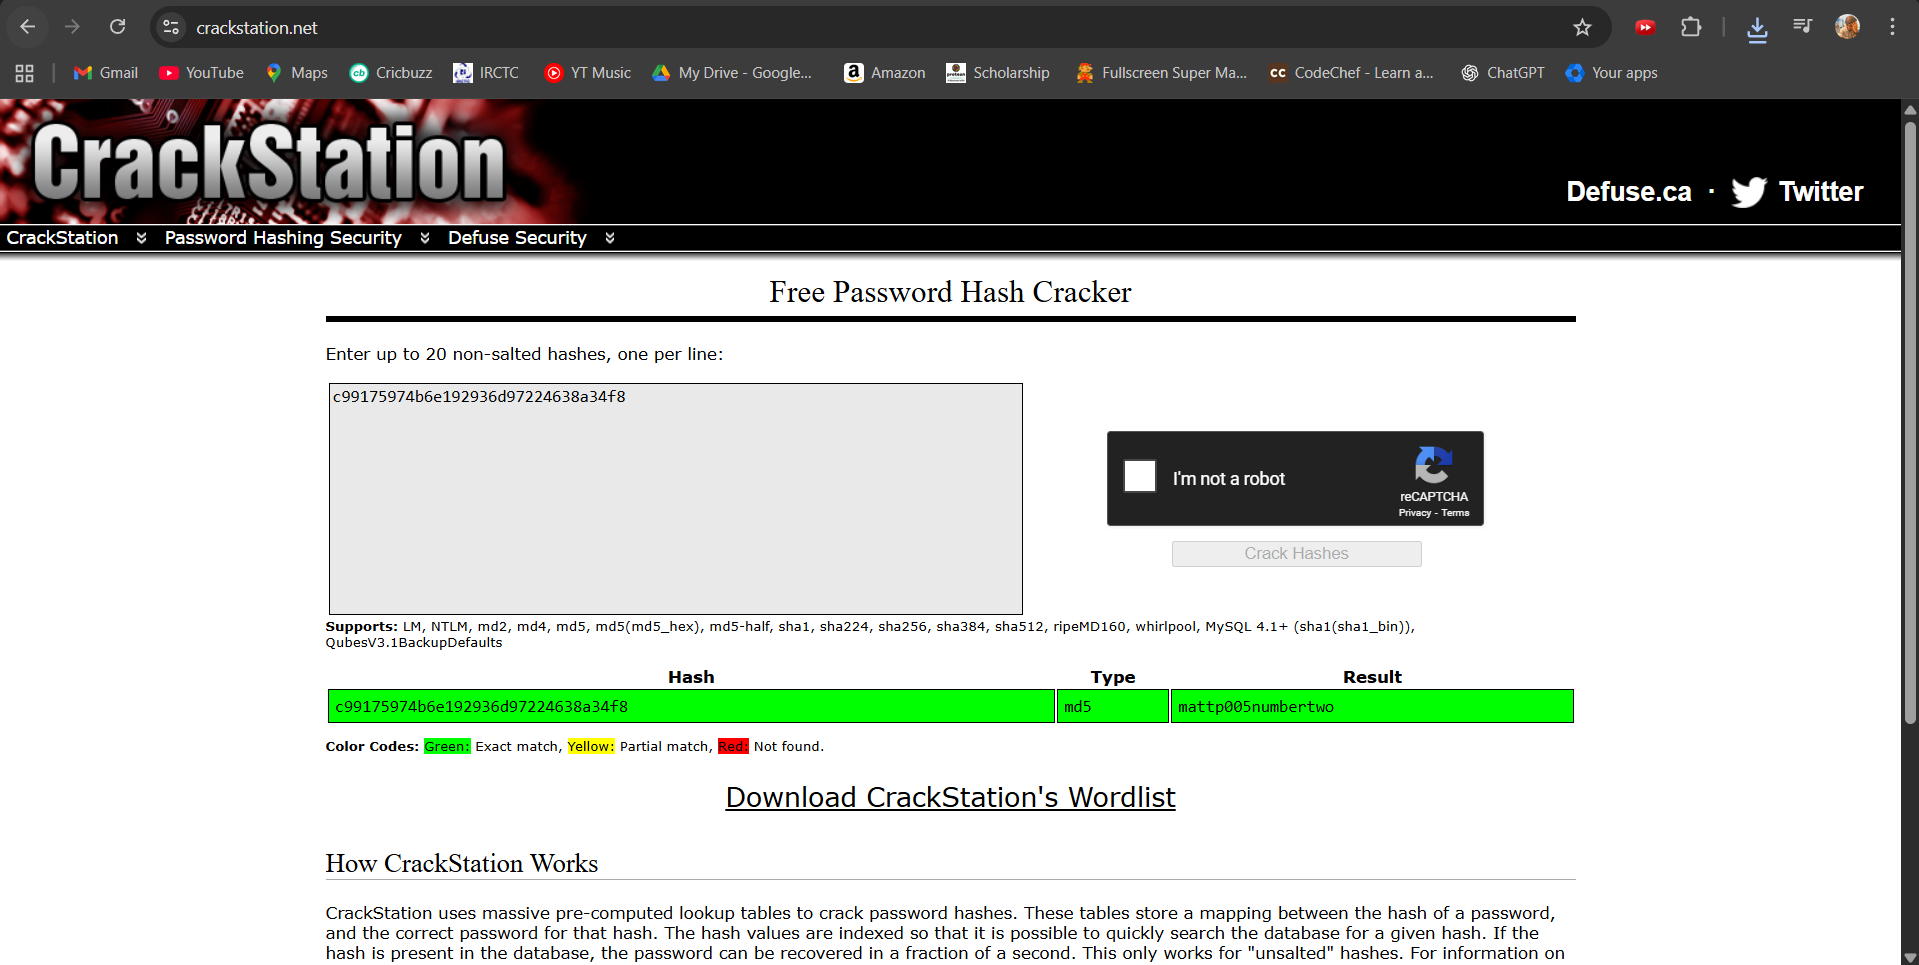 crackstation.net
Gmail YouTube Maps Cricbuzz IRCTC YT Music My Drive - Google... Amazon Scholarship Fullscreen Super Ma... CodeChef - Learn a... ChatGPT Your apps
CrackStation
Defuse.ca · Twitter
CrackStation Password Hashing Security Defuse Security
Free Password Hash Cracker
Enter up to 20 non-salted hashes, one per line:
c99175974b6e192936d97224638a34f8
I'm not a robot
reCAPTCHA
Privacy - Terms
Crack Hashes
Supports: LM, NTLM, md2, md4, md5, md5(md5_hex), md5-half, sha1, sha224, sha256, sha384, sha512, ripeMD160, whirlpool, MySQL 4.1+ (sha1(sha1_bin)),
QubesV3.1BackupDefaults
Hash Type Result
c99175974b6e192936d97224638a34f8 md5 mattp005numbertwo
Color Codes: Green: Exact match, Yellow: Partial match, Red: Not found.
Download CrackStation's Wordlist
How CrackStation Works
CrackStation uses massive pre-computed lookup tables to crack password hashes. These tables store a mapping between the hash of a password,
and the correct password for that hash. The hash values are indexed so that it is possible to quickly search the database for a given hash. If the
hash is present in the database, the password can be recovered in a fraction of a second. This only works for "unsalted" hashes. For information on